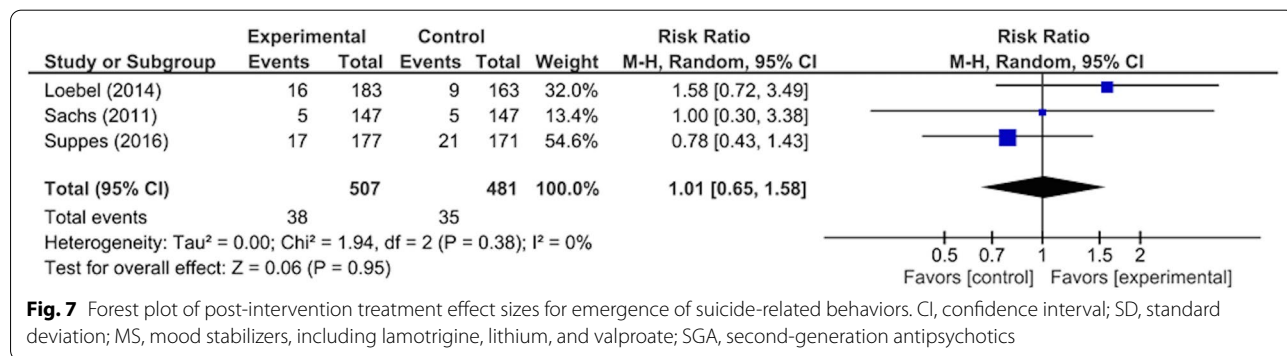 Experimental Control Risk Ratio Risk Ratio
Study or Subgroup Events Total Events Total Weight M-H, Random, 95% CI M-H, Random, 95% CI
Loebel (2014) 16 183 9 163 32.0% 1.58 [0.72, 3.49]
Sachs (2011) 5 147 5 147 13.4% 1.00 [0.30, 3.38]
Suppes (2016) 17 177 21 171 54.6% 0.78 [0.43, 1.43]
Total (95% CI) 507 481 100.0% 1.01 [0.65, 1.58]
Total events 38 35
Heterogeneity: Tau² = 0.00; Chi² = 1.94, df = 2 (P = 0.38); I² = 0%
Test for overall effect: Z = 0.06 (P = 0.95)
0.5 0.7 1 1.5 2
Favors [control] Favors [experimental]
Fig. 7 Forest plot of post-intervention treatment effect sizes for emergence of suicide-related behaviors. CI, confidence interval; SD, standard
deviation; MS, mood stabilizers, including lamotrigine, lithium, and valproate; SGA, second-generation antipsychotics